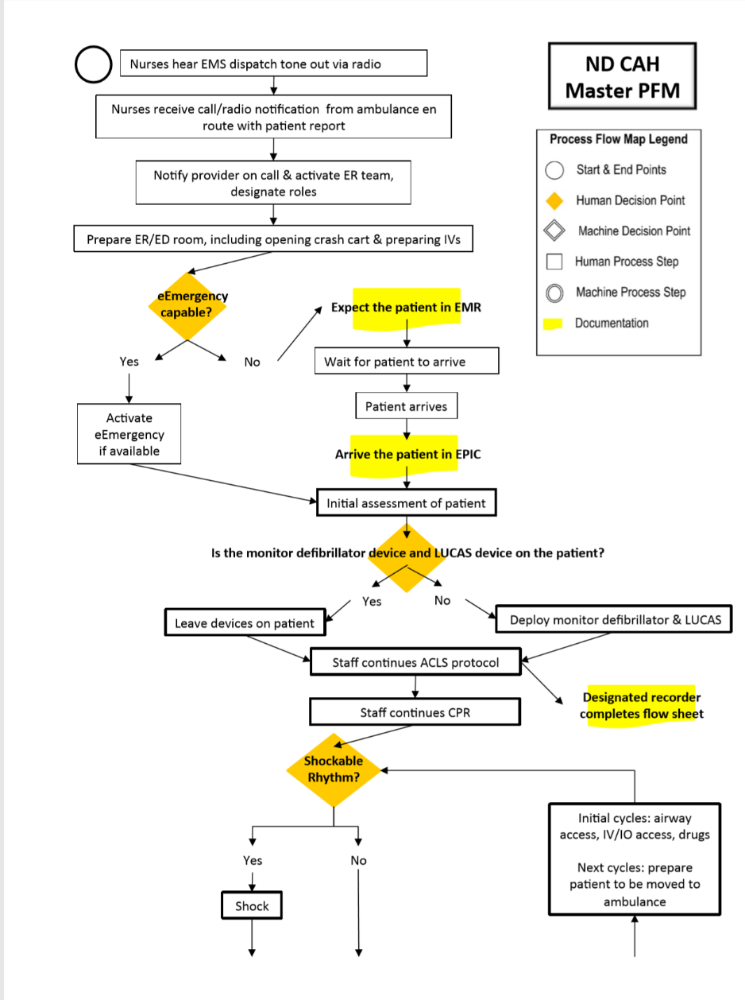 Nurses hear EMS dispatch tone out via radio
ND CAH
Master PFM
Nurses receive call/radio notification from ambulance en
route with patient report
Process Flow Map Legend
Start & End Points
Human Decision Point
Machine Decision Point
Human Process Step
Machine Process Step
Documentation
Notify provider on call & activate ER team,
designate roles
Prepare ER/ED room, including opening crash cart & preparing IVs
eEmergency
capable?
Yes
No
Expect the patient in EMR
Wait for patient to arrive
Patient arrives
Activate
eEmergency
if available
Arrive the patient in EPIC
Initial assessment of patient
Is the monitor defibrillator device and LUCAS device on the patient?
Yes
No
Leave devices on patient
Deploy monitor defibrillator & LUCAS
Staff continues ACLS protocol
Designated recorder
completes flow sheet
Staff continues CPR
Shockable
Rhythm?
Yes
No
Shock
Initial cycles: airway
access, IV/IO access, drugs
Next cycles: prepare
patient to be moved to
ambulance